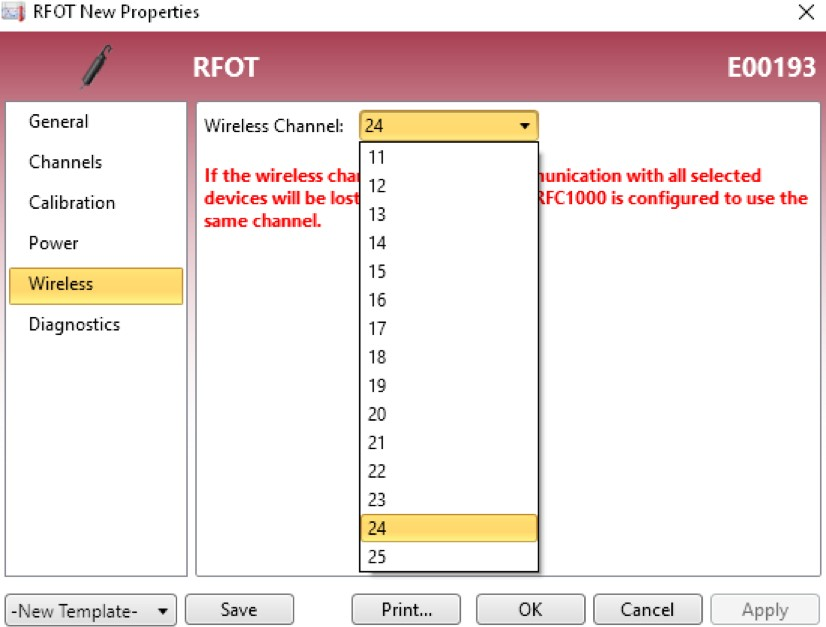 RFOT New Properties
RFOT
E00193
General
Channels
Calibration
Power
Wireless
Diagnostics
Wireless Channel: 24
If the wireless cha unication with all selected
devices will be lost RFC1000 is configured to use the
same channel.
11
12
13
14
15
16
17
18
19
20
21
22
23
24
25
-New Template-
Save
Print...
OK
Cancel
Apply